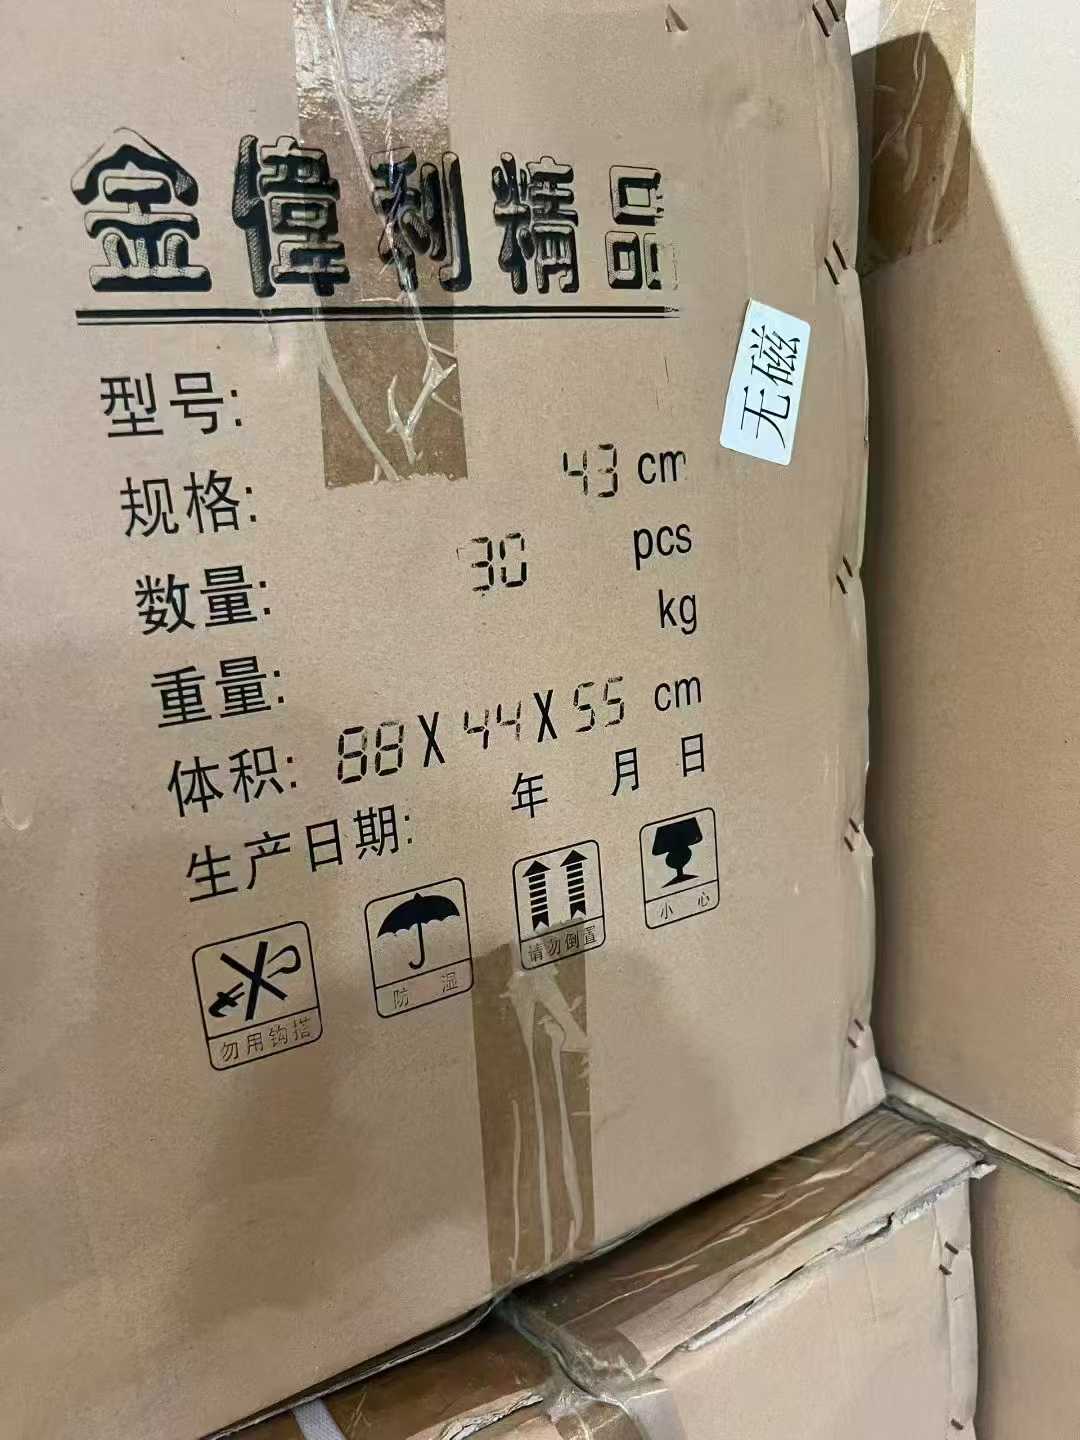 金偉利精品
无磁
型号:
规格: 43 cm
数量: 30 pcs
重量: kg
体积: 88X44X55 cm
生产日期: 年 月 日
勿用钩搭
防 湿
请勿倒置
小 心